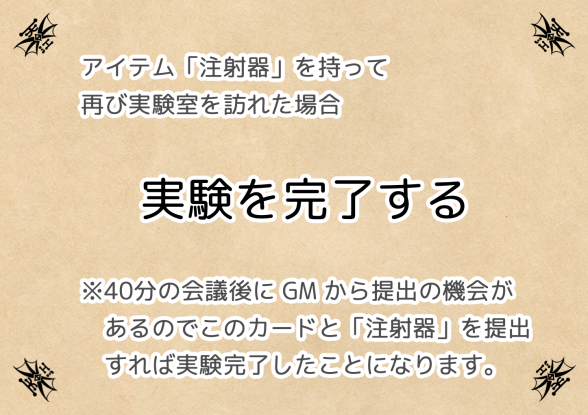 アイテム「注射器」を持って
再び実験室を訪れた場合
実験を完了する
※40分の会議後に GM から提出の機会が
あるのでこのカードと「注射器」を提出
すれば実験完了したことになります。